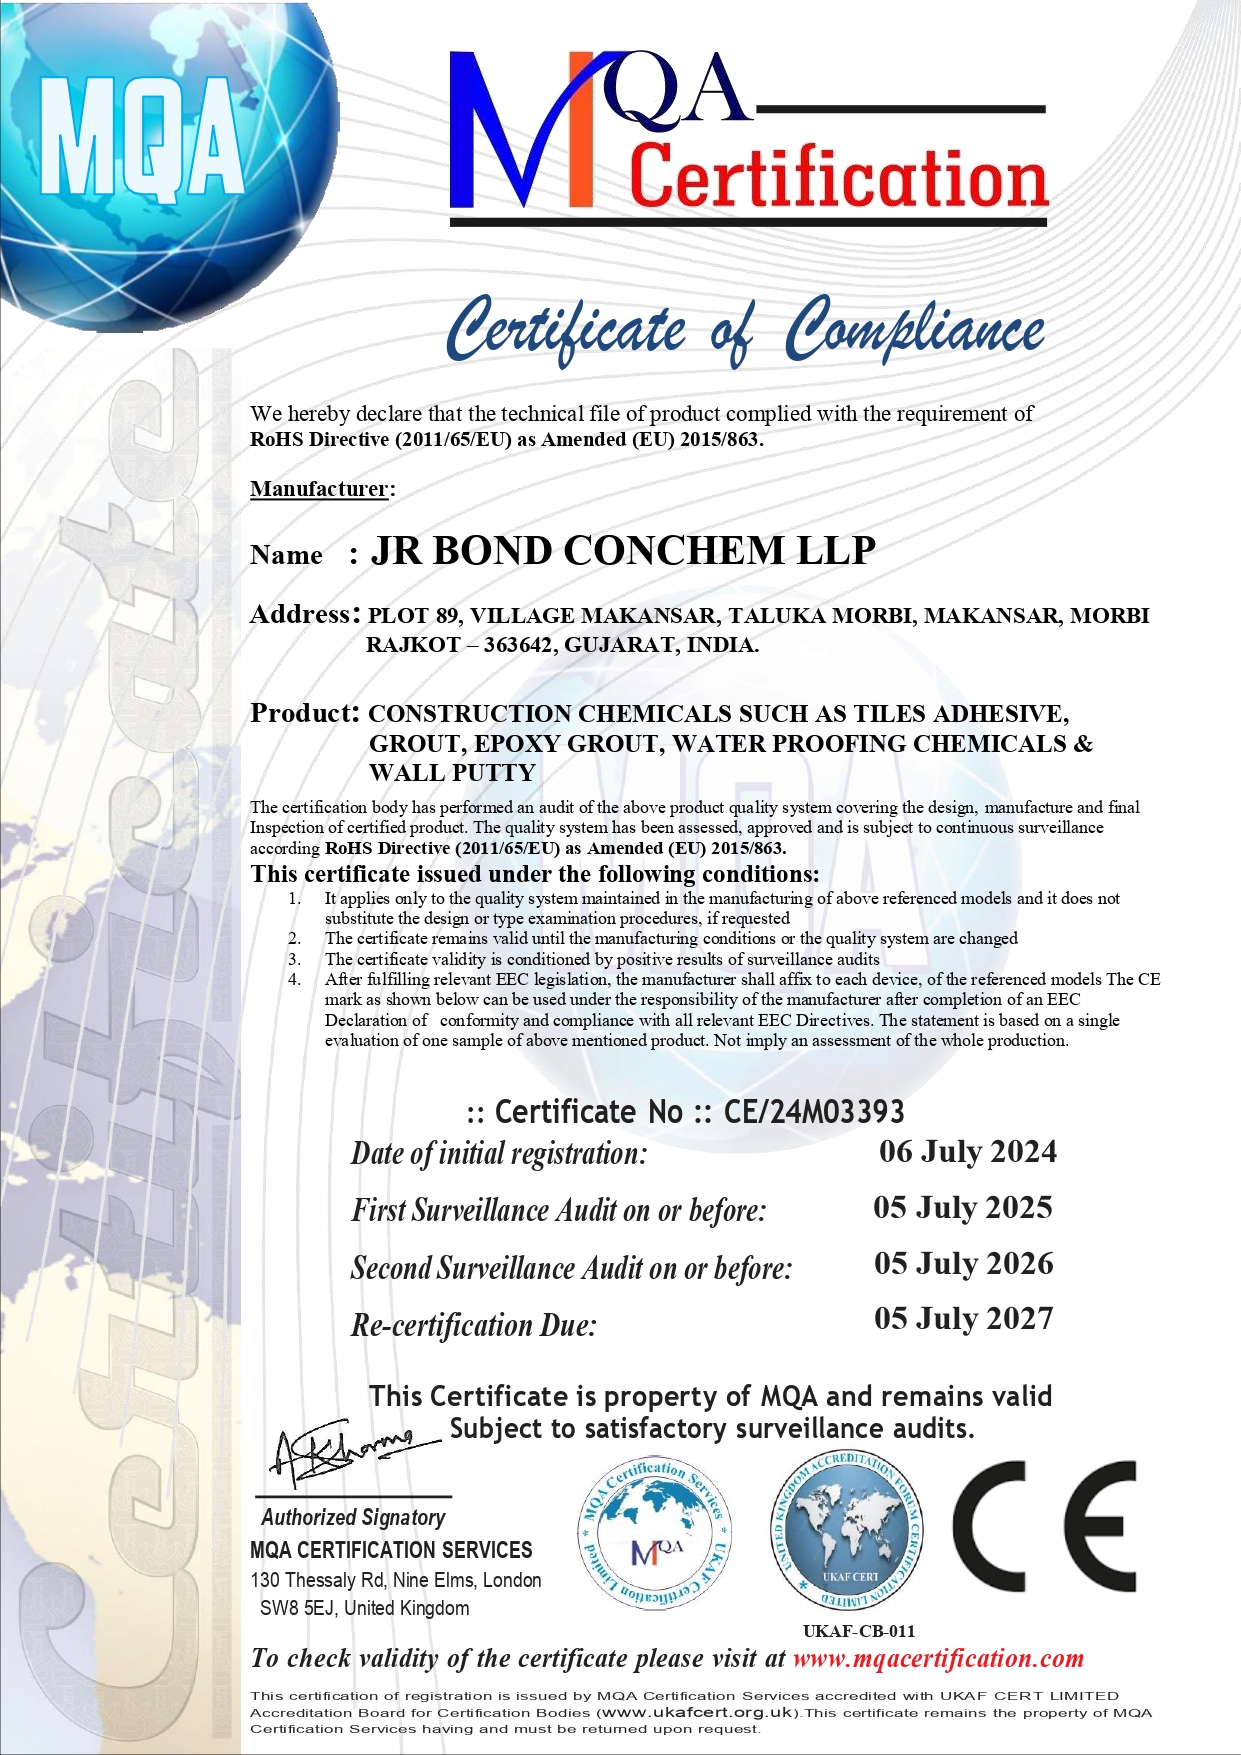 MQA
MQA
Certification
Certificate of Compliance
We hereby declare that the technical file of product complied with the requirement of
RoHS Directive (2011/65/EU) as Amended (EU) 2015/863.
Manufacturer:
Name : JR BOND CONCHEM LLP
Address: PLOT 89, VILLAGE MAKANSAR, TALUKA MORBI, MAKANSAR, MORBI
RAJKOT – 363642, GUJARAT, INDIA.
Product: CONSTRUCTION CHEMICALS SUCH AS TILES ADHESIVE,
GROUT, EPOXY GROUT, WATER PROOFING CHEMICALS &
WALL PUTTY
The certification body has performed an audit of the above product quality system covering the design, manufacture and final
Inspection of certified product. The quality system has been assessed, approved and is subject to continuous surveillance
according RoHS Directive (2011/65/EU) as Amended (EU) 2015/863.
This certificate issued under the following conditions:
1. It applies only to the quality system maintained in the manufacturing of above referenced models and it does not
substitute the design or type examination procedures, if requested
2. The certificate remains valid until the manufacturing conditions or the quality system are changed
3. The certificate validity is conditioned by positive results of surveillance audits
4. After fulfilling relevant EEC legislation, the manufacturer shall affix to each device, of the referenced models The CE
mark as shown below can be used under the responsibility of the manufacturer after completion of an EEC
Declaration of conformity and compliance with all relevant EEC Directives. The statement is based on a single
evaluation of one sample of above mentioned product. Not imply an assessment of the whole production.
:: Certificate No :: CE/24M03393
Date of initial registration: 06 July 2024
First Surveillance Audit on or before: 05 July 2025
Second Surveillance Audit on or before: 05 July 2026
Re-certification Due: 05 July 2027
This Certificate is property of MQA and remains valid
Subject to satisfactory surveillance audits.
ASKharma
Authorized Signatory
MQA CERTIFICATION SERVICES
130 Thessaly Rd, Nine Elms, London
SW8 5EJ, United Kingdom
* MQA Certification Services * UKAF Certification Limited
MQA
UNITED KINGDOM ACCREDITATION FORUM CERTIFICATION LIMITED *
UKAF CERT
CE
UKAF-CB-011
To check validity of the certificate please visit at www.mqacertification.com
This certification of registration is issued by MQA Certification Services accredited with UKAF CERT LIMITED
Accreditation Board for Certification Bodies (www.ukafcert.org.uk).This certificate remains the property of MQA
Certification Services having and must be returned upon request.
Certificate
MQA